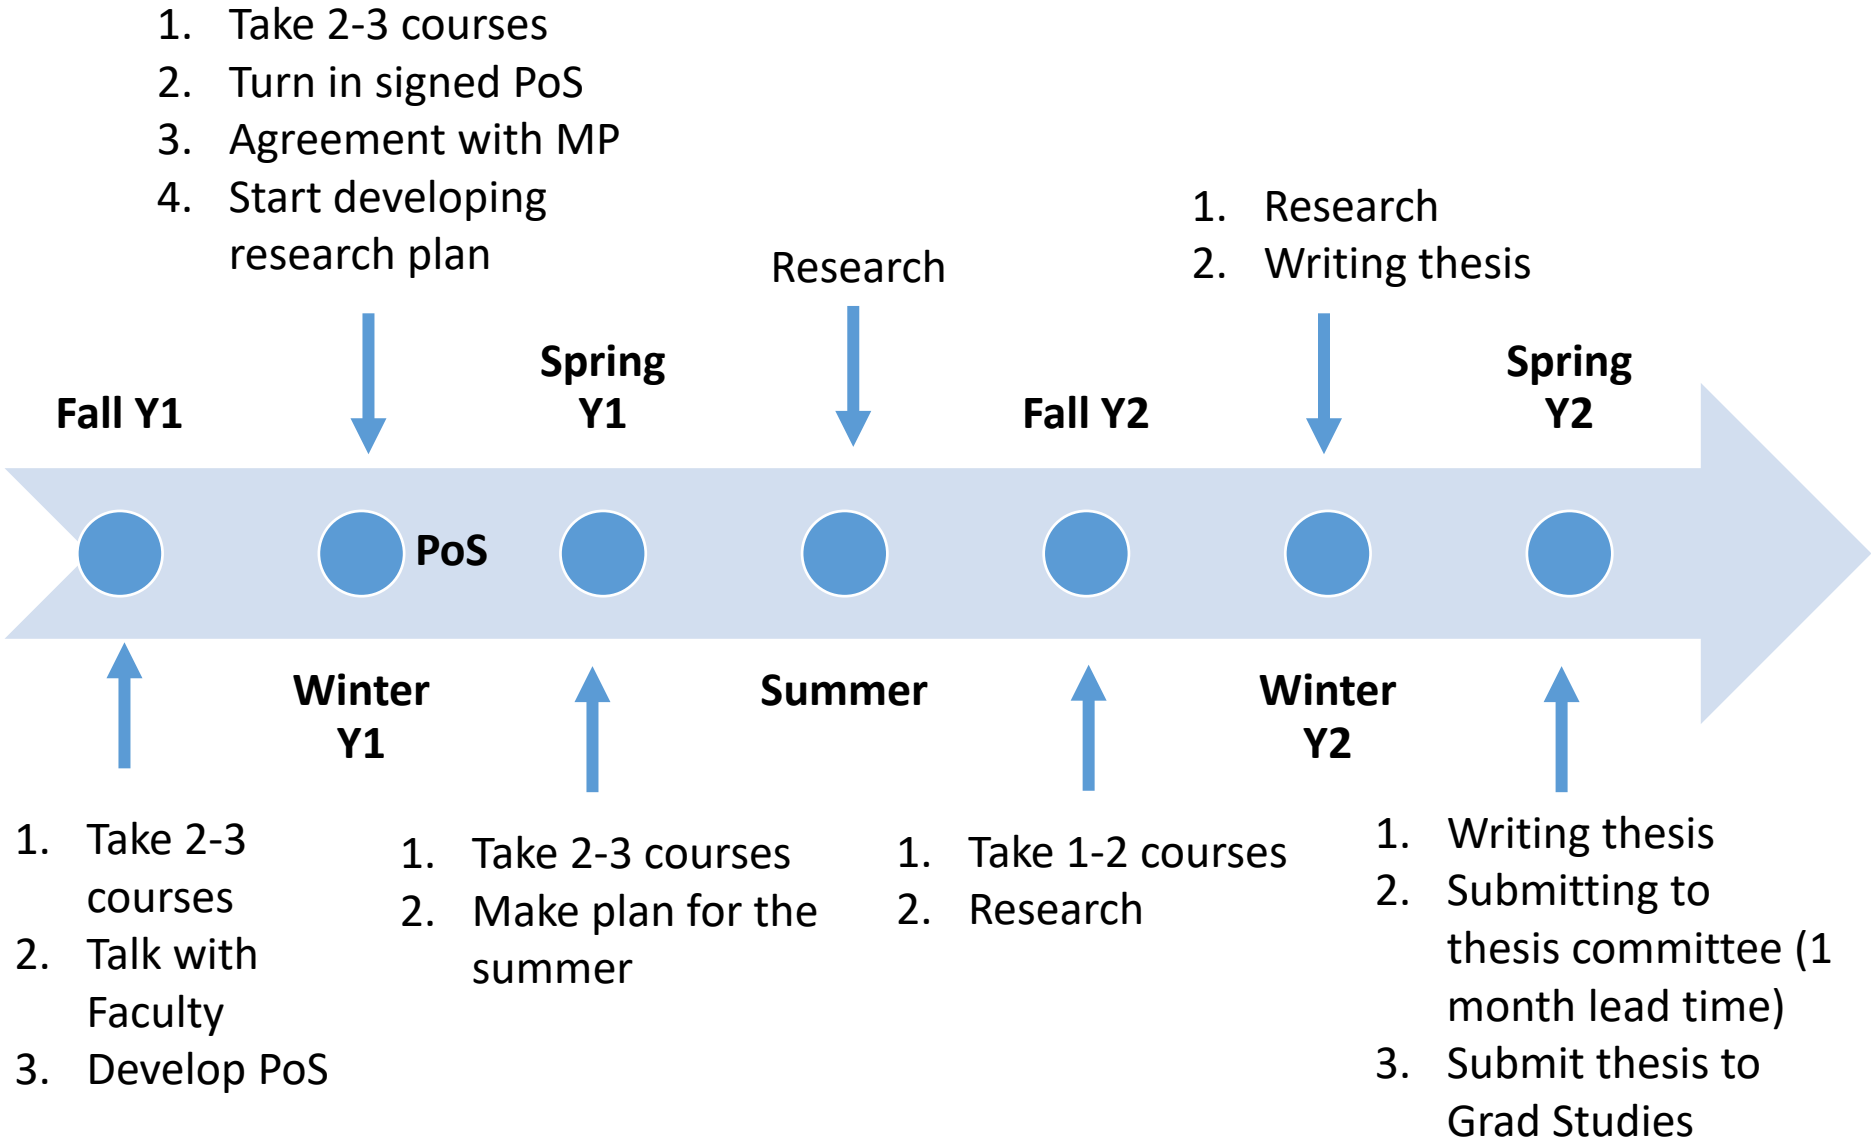 1. Take 2-3 courses
2. Turn in signed PoS
3. Agreement with MP
4. Start developing
research plan
Research
1. Research
2. Writing thesis
Fall Y1
Spring
Y1
Fall Y2
Spring
Y2
PoS
Winter
Y1
Summer
Winter
Y2
1. Take 2-3
courses
2. Talk with
Faculty
3. Develop PoS
1. Take 2-3 courses
2. Make plan for the
summer
1. Take 1-2 courses
2. Research
1. Writing thesis
2. Submitting to
thesis committee (1
month lead time)
3. Submit thesis to
Grad Studies